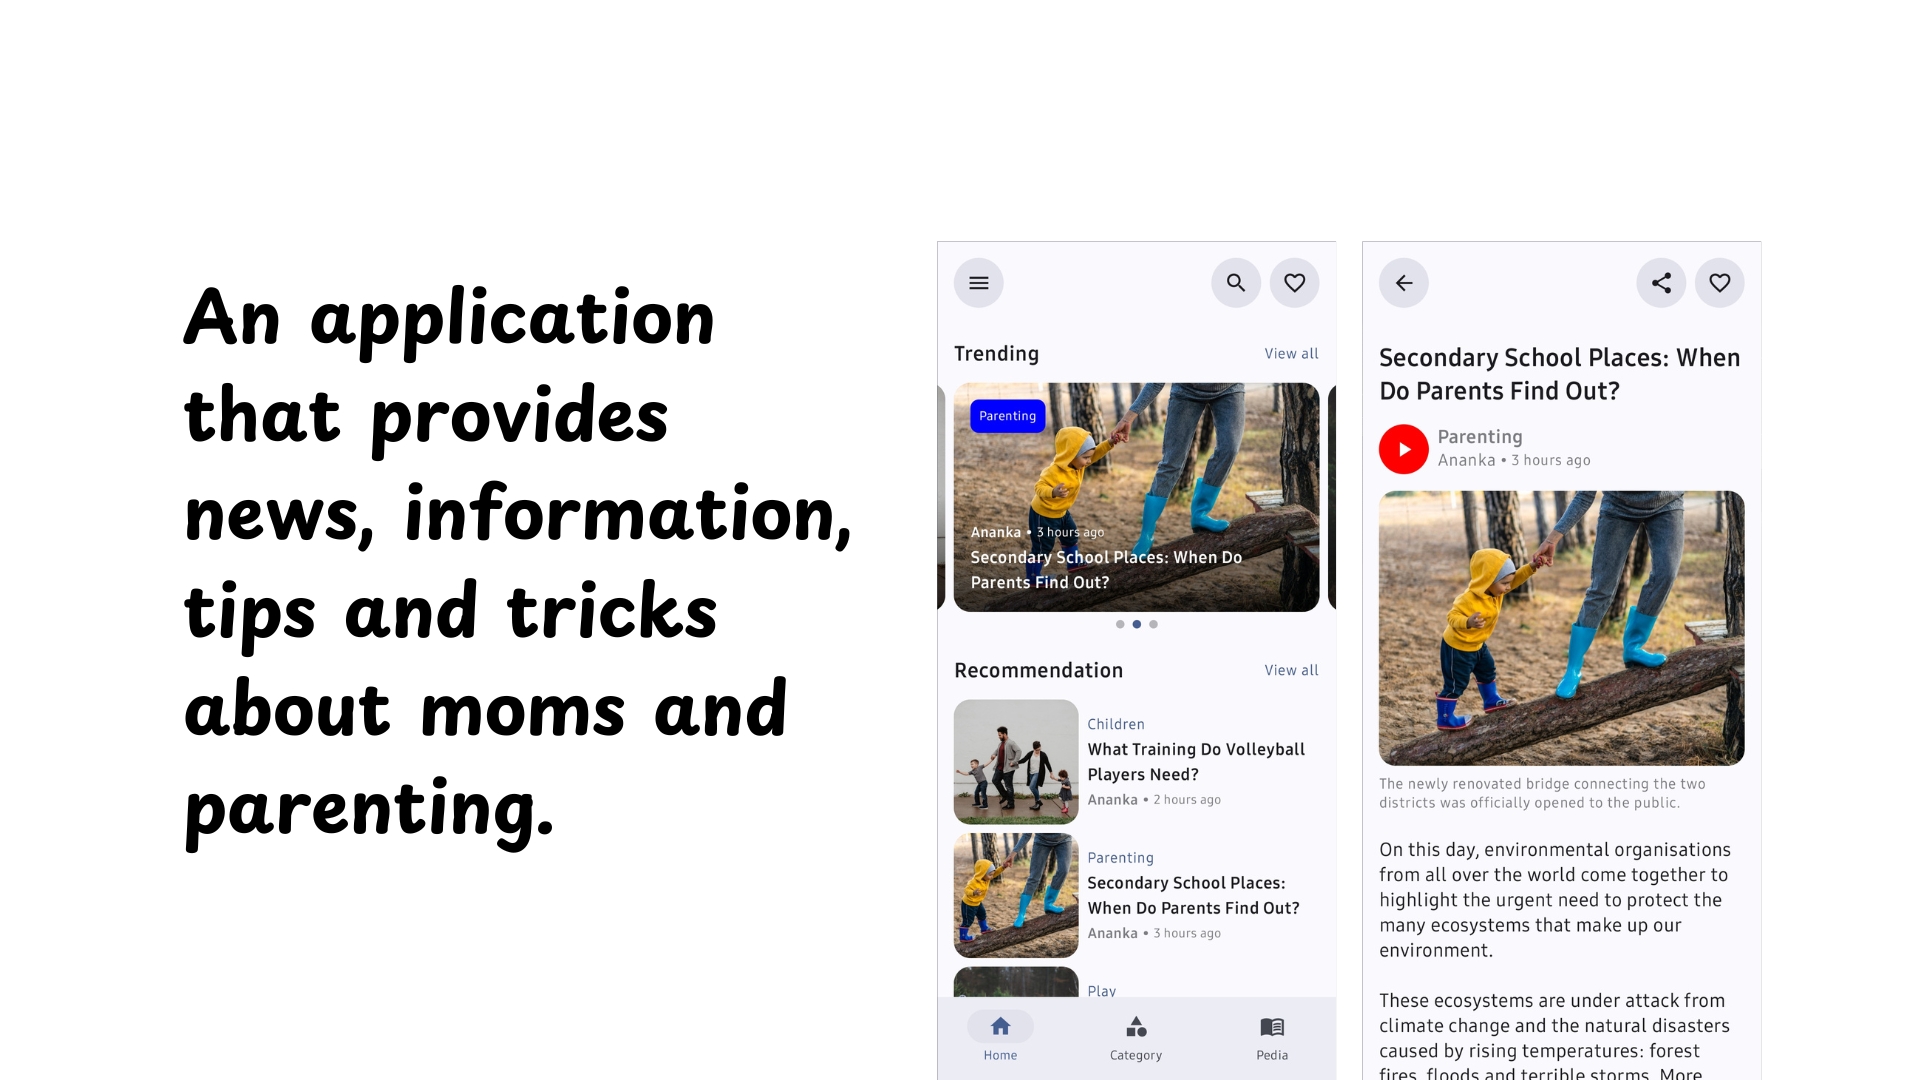 An application
that provides
news, information,
tips and tricks
about moms and
parenting.
Trending
View all
Parenting
Ananka • 3 hours ago
Secondary School Places: When Do
Parents Find Out?
Recommendation
View all
Children
What Training Do Volleyball
Players Need?
Ananka • 2 hours ago
Parenting
Secondary School Places:
When Do Parents Find Out?
Ananka • 3 hours ago
Play
Home
Category
Pedia
Secondary School Places: When
Do Parents Find Out?
Parenting
Ananka • 3 hours ago
The newly renovated bridge connecting the two
districts was officially opened to the public.
On this day, environmental organisations
from all over the world come together to
highlight the urgent need to protect the
many ecosystems that make up our
environment.
These ecosystems are under attack from
climate change and the natural disasters
caused by rising temperatures: forest
fires, floods and terrible storms. More